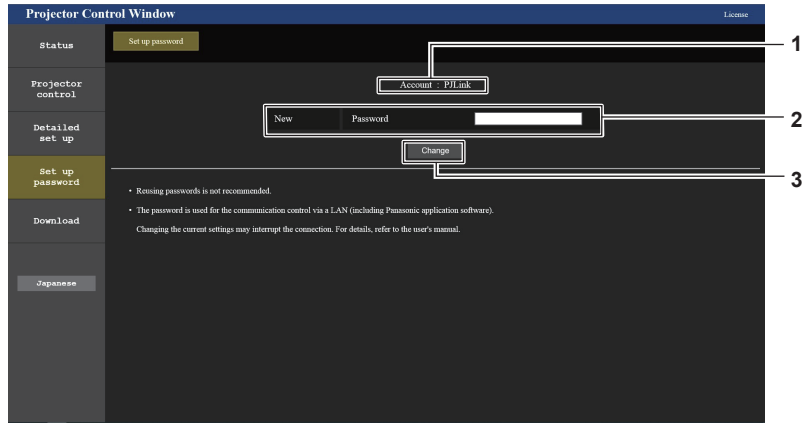 Projector Control Window
License
Status
Set up password
1
Projector
control
Account : PJLink
Detailed
set up
New Password
2
Change
Set up
password
3
• Reusing passwords is not recommended.
• The password is used for the communication control via a LAN (including Panasonic application software).
Changing the current settings may interrupt the connection. For details, refer to the user's manual.
Download
Japanese